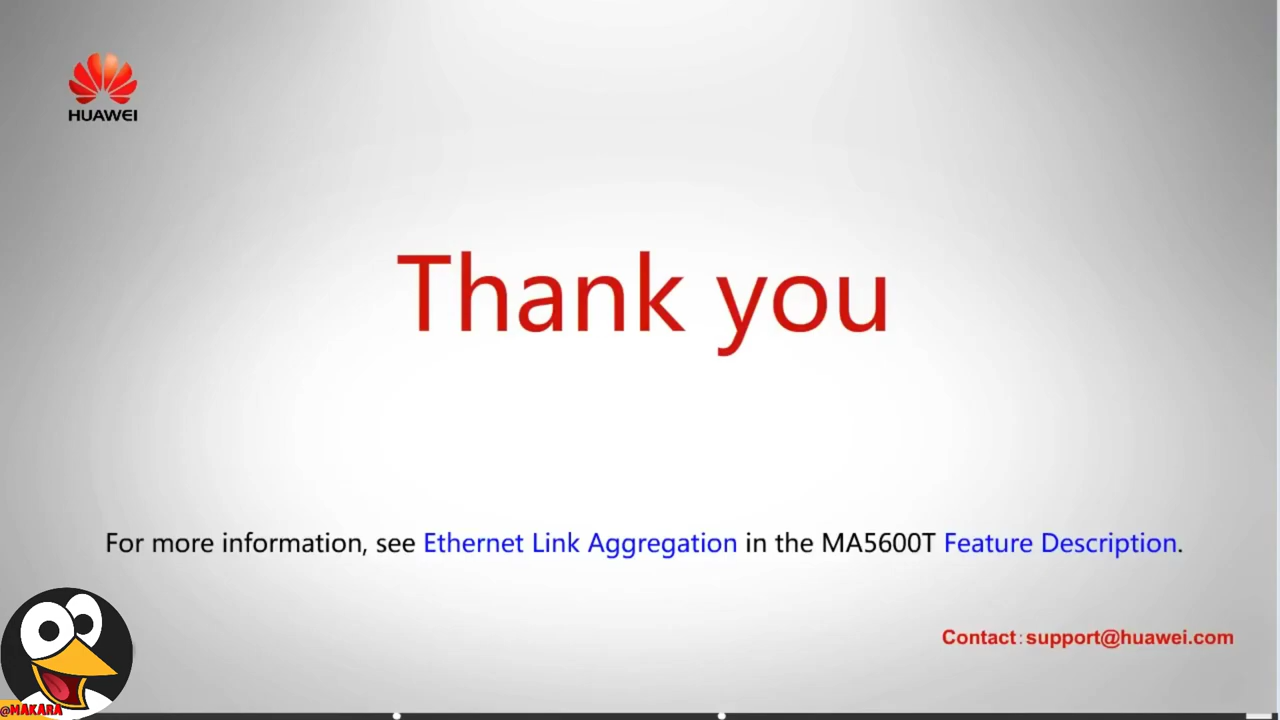 HUAWEI
Thank you
For more information, see Ethernet Link Aggregation in the MA5600T Feature Description.
Contact:support@huawei.com
@MAKARA